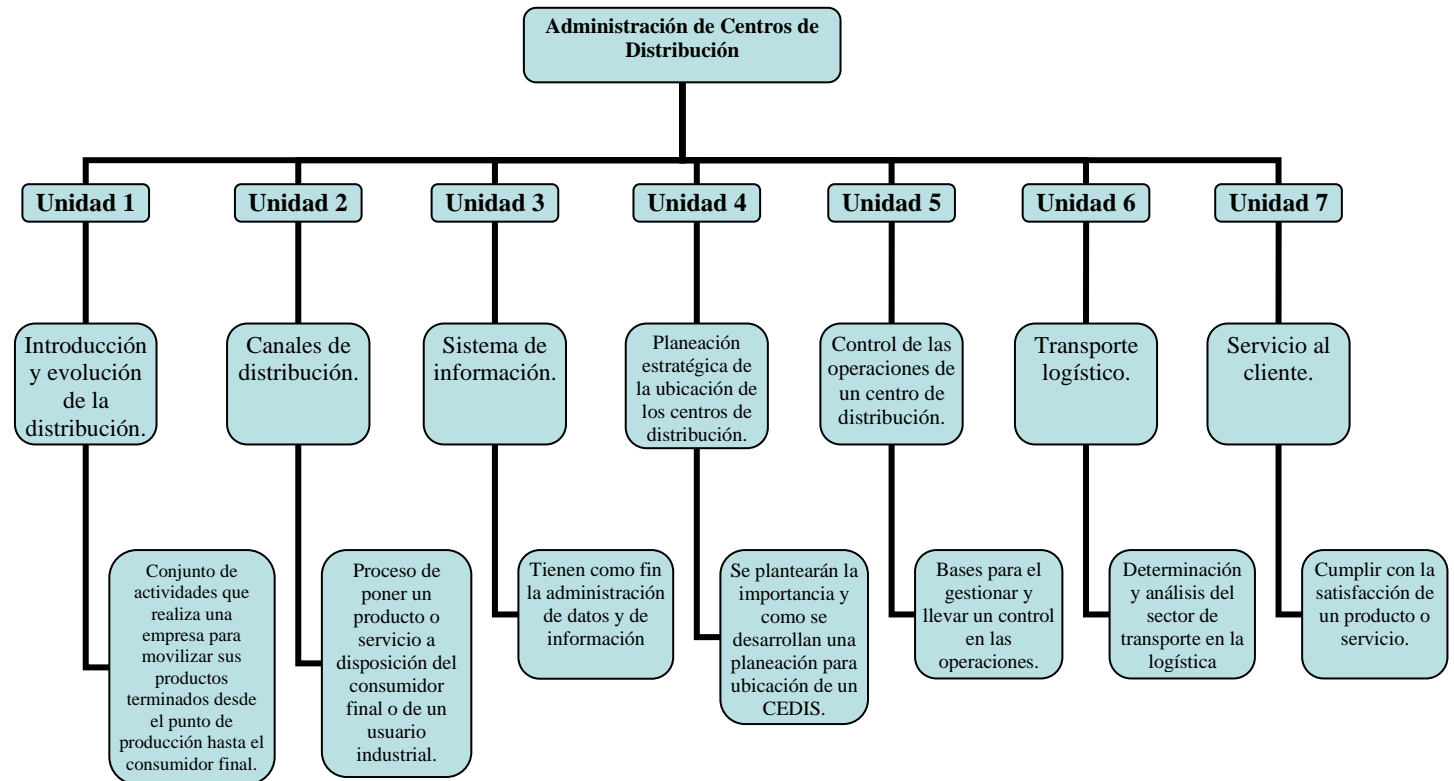 Administración de Centros de
Distribución
Unidad 1
Unidad 2
Unidad 3
Unidad 4
Unidad 5
Unidad 6
Unidad 7
Introducción
y evolución
de la
distribución.
Canales de
distribución.
Sistema de
información.
Planeación
estratégica de
la ubicación de
los centros de
distribución.
Control de las
operaciones de
un centro de
distribución.
Transporte
logístico.
Servicio al
cliente.
Conjunto de
actividades que
realiza una
empresa para
movilizar sus
productos
terminados desde
el punto de
producción hasta el
consumidor final.
Proceso de
poner un
producto o
servicio a
disposición del
consumidor
final o de un
usuario
industrial.
Tienen como fin
la administración
de datos y de
información
Se plantearán la
importancia y
como se
desarrollan una
planeación para
ubicación de un
CEDIS.
Bases para el
gestionar y
llevar un control
en las
operaciones.
Determinación
y análisis del
sector de
transporte en la
logística
Cumplir con la
satisfacción de
un producto o
servicio.